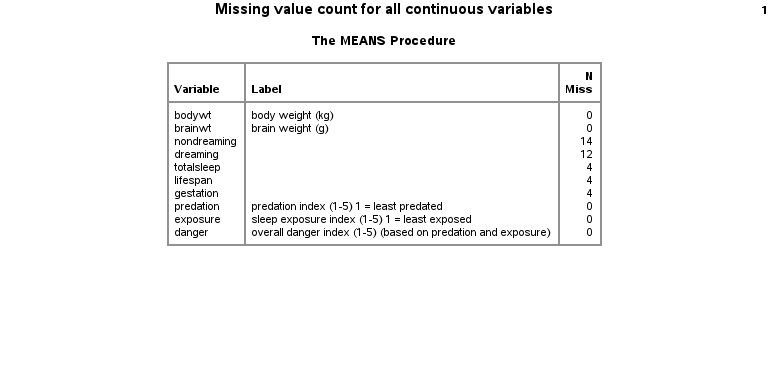 Missing value count for all continuous variables 1
The MEANS Procedure
Variable Label N Miss
bodywt body weight (kg) 0
brainwt brain weight (g) 0
nondreaming 14
dreaming 12
totalsleep 4
lifespan 4
gestation 4
predation predation index (1-5) 1 = least predated 0
exposure sleep exposure index (1-5) 1 = least exposed 0
danger overall danger index (1-5) (based on predation and exposure) 0